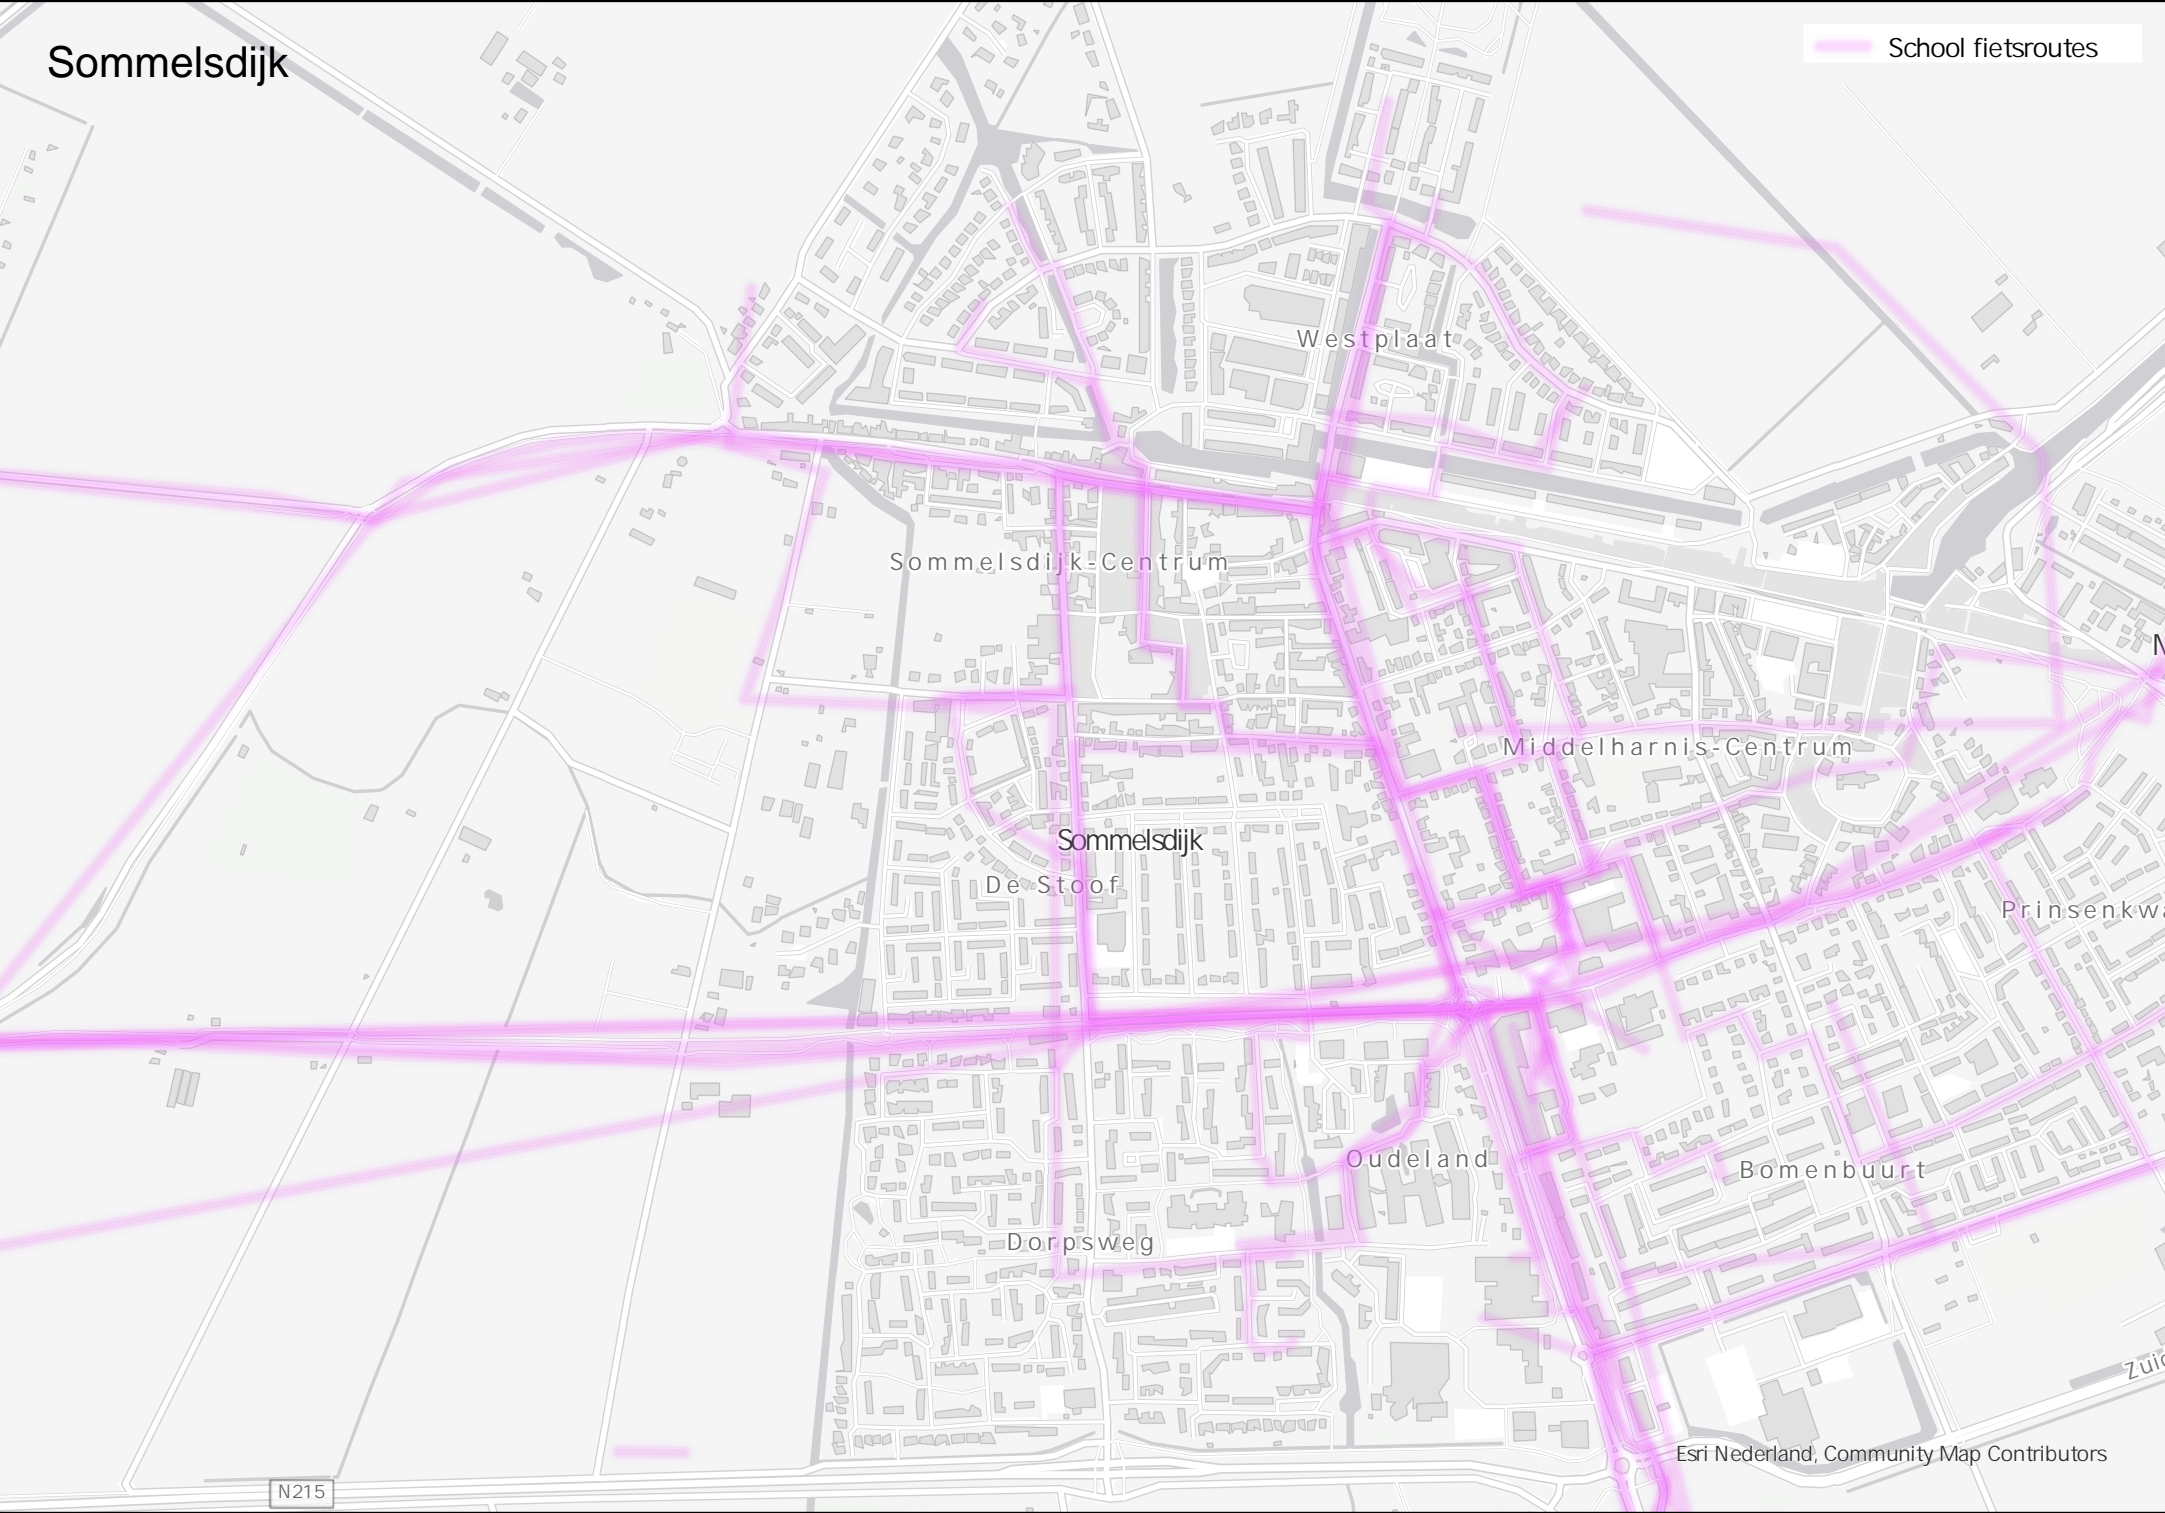 Sommelsdijk
School fietsroutes
Westplaat
Sommelsdijk-Centrum
Middelharnis-Centrum
Sommelsdijk
De Stoof
Oudeland
Bomenbuurt
Dorpsweg
Esri Nederland, Community Map Contributors
N215